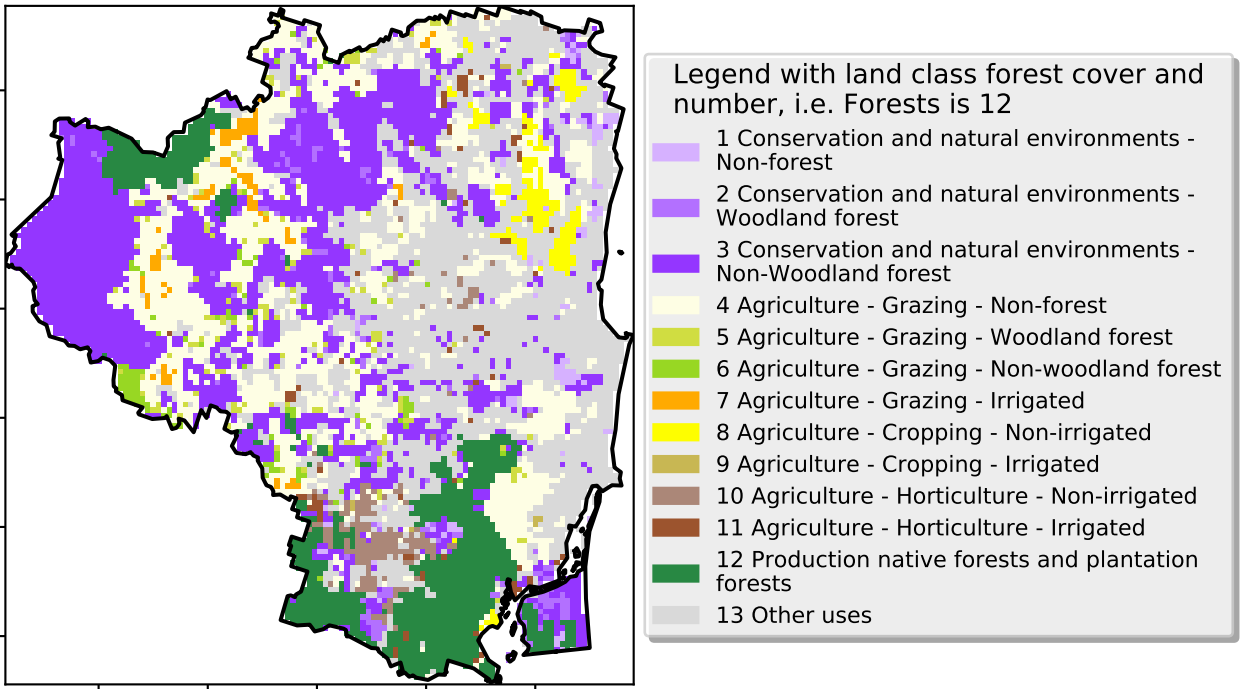 Legend with land class forest cover and
number, i.e. Forests is 12
1 Conservation and natural environments -
Non-forest
2 Conservation and natural environments -
Woodland forest
3 Conservation and natural environments -
Non-Woodland forest
4 Agriculture - Grazing - Non-forest
5 Agriculture - Grazing - Woodland forest
6 Agriculture - Grazing - Non-woodland forest
7 Agriculture - Grazing - Irrigated
8 Agriculture - Cropping - Non-irrigated
9 Agriculture - Cropping - Irrigated
10 Agriculture - Horticulture - Non-irrigated
11 Agriculture - Horticulture - Irrigated
12 Production native forests and plantation
forests
13 Other uses